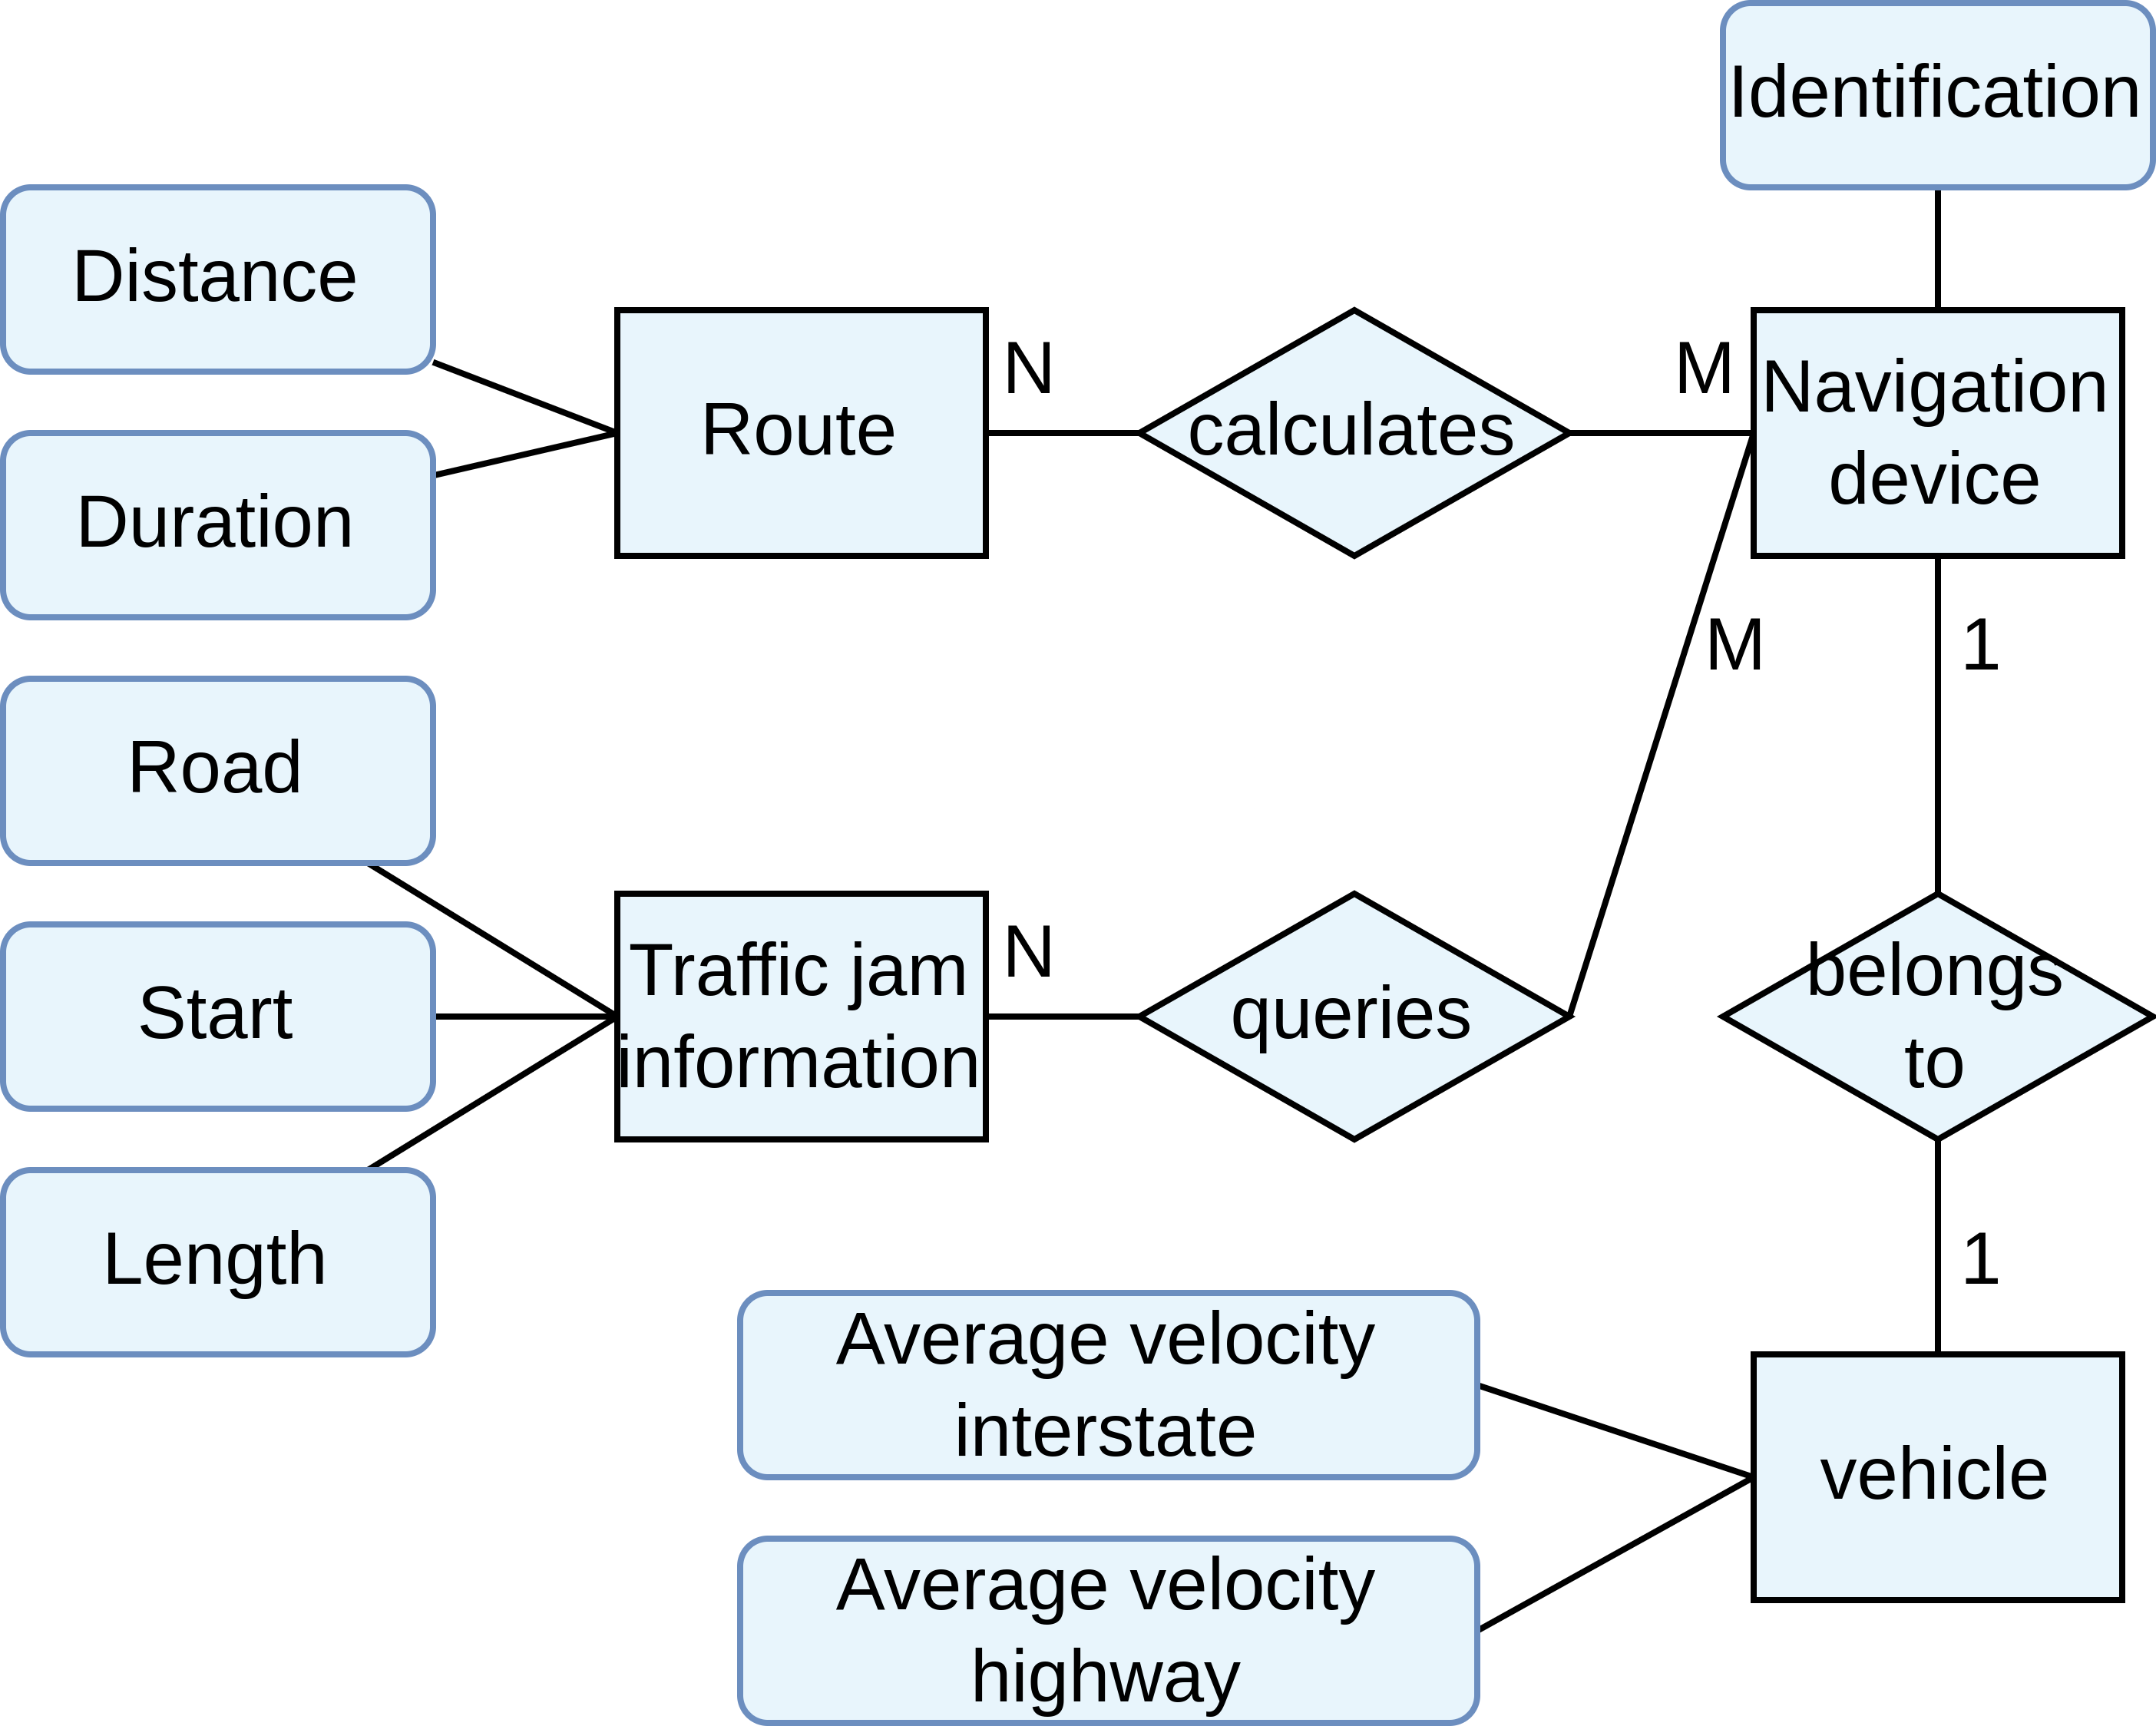 Identification
Distance
Duration
Route
N
calculates
M
Navigation
device
M
1
Road
Start
Length
Traffic jam
information
N
queries
belongs
to
1
Average velocity
interstate
Average velocity
highway
vehicle